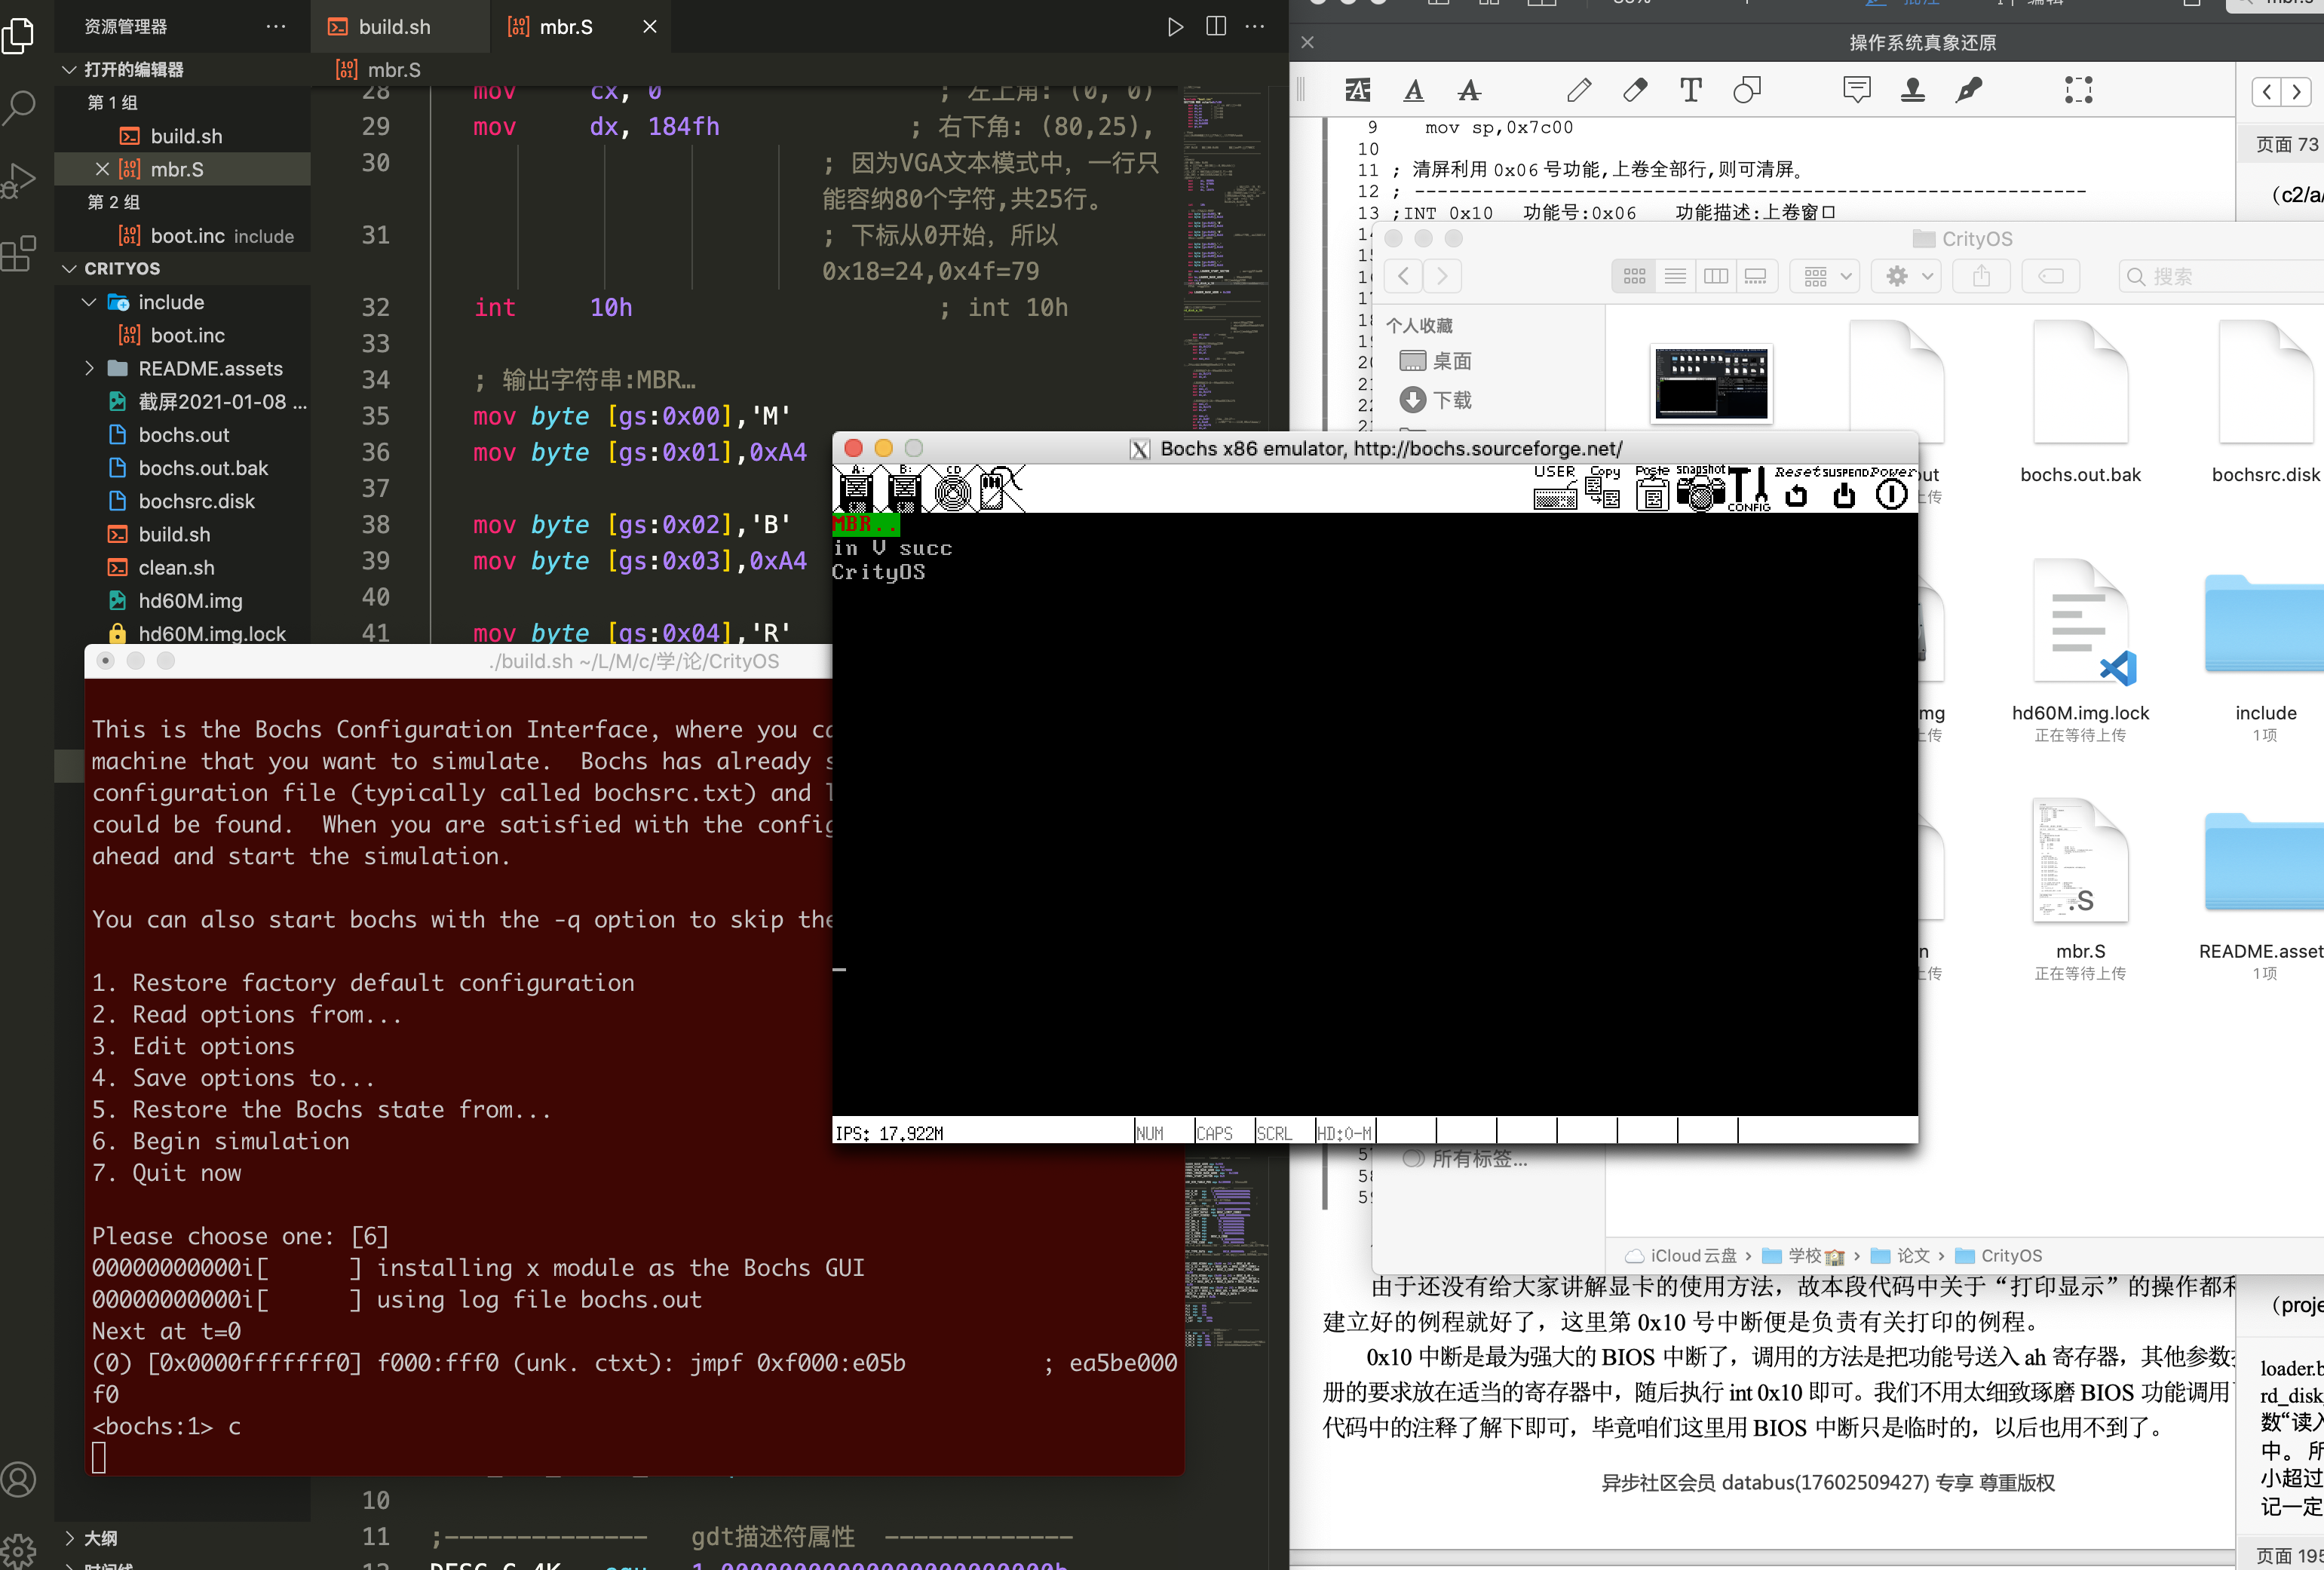 资源管理器
打开的编辑器
第 1 组
build.sh
mbr.S
第 2 组
boot.inc include
CRITYOS
include
boot.inc
README.assets
截屏2021-01-08 ...
bochs.out
bochs.out.bak
bochsrc.disk
build.sh
clean.sh
hd60M.img
hd60M.img.lock
大纲
build.sh
mbr.S
mbr.S
28 mov cx, 0 ; 左上角: (0, 0)
29 mov dx, 184fh ; 右下角: (80,25),
30 ; 因为VGA文本模式中，一行只
能容纳80个字符,共25行。
31 ; 下标从0开始，所以
0x18=24,0x4f=79
32 int 10h ; int 10h
33
34 ; 输出字符串:MBR…
35 mov byte [gs:0x00],'M'
36 mov byte [gs:0x01],0xA4
37
38 mov byte [gs:0x02],'B'
39 mov byte [gs:0x03],0xA4
40
41 mov byte [gs:0x04],'R'
10
11 ;-------------- gdt描述符属性 -------------
./build.sh ~/L/M/c/学/论/CrityOS
This is the Bochs Configuration Interface, where you
machine that you want to simulate.  Bochs has already
configuration file (typically called bochsrc.txt) and
could be found.  When you are satisfied with the
ahead and start the simulation.
You can also start bochs with the -q option to skip
1. Restore factory default configuration
2. Read options from...
3. Edit options
4. Save options to...
5. Restore the Bochs state from...
6. Begin simulation
7. Quit now
Please choose one: [6]
00000000000i[      ] installing x module as the Bochs GUI
00000000000i[      ] using log file bochs.out
Next at t=0
(0) [0x0000fffffff0] f000:fff0 (unk. ctxt): jmpf 0xf000:e05b ; ea5be000
f0
<bochs:1> c
Bochs x86 emulator, http://bochs.sourceforge.net/
A: B: CD USER Copy Paste snapshot CONFIG Reset SUSPEND Power
MBR..
in V succ
CrityOS
IPS: 17.922M NUM CAPS SCRL HD:0-M
操作系统真象还原
9 mov sp,0x7c00
10
11 ; 清屏利用 0x06 号功能,上卷全部行,则可清屏。
12 ; -----------------------------------------------------
13 ;INT 0x10 功能号:0x06 功能描述:上卷窗口
CrityOS
搜索
个人收藏
桌面
下载
所有标签…
bochs.out.bak
bochsrc.disk
hd60M.img.lock
正在等待上传
include
1项
mbr.S
正在等待上传
README.asset
1项
iCloud 云盘 › 学校 › 论文 › CrityOS
由于还没有给大家讲解显卡的使用方法，故本段代码中关于“打印显示”的操作都
建立好的例程就好了，这里第 0x10 号中断便是负责有关打印的例程。
0x10 中断是最为强大的 BIOS 中断了，调用的方法是把功能号送入 ah 寄存器，其他参数
册的要求放在适当的寄存器中，随后执行 int 0x10 即可。我们不用太细致琢磨 BIOS 功能调用
代码中的注释了解下即可，毕竟咱们这里用 BIOS 中断只是临时的，以后也用不到了。
异步社区会员 databus(17602509427) 专享 尊重版权
页面 73
（c2/a/
（proje
loader.b
rd_disk
数“读入
中。 所
小超过
记一定
页面 195